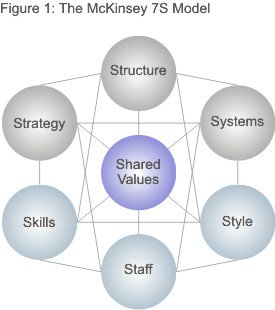 Figure 1: The McKinsey 7S Model
Structure
Strategy
Systems
Shared
Values
Skills
Style
Staff